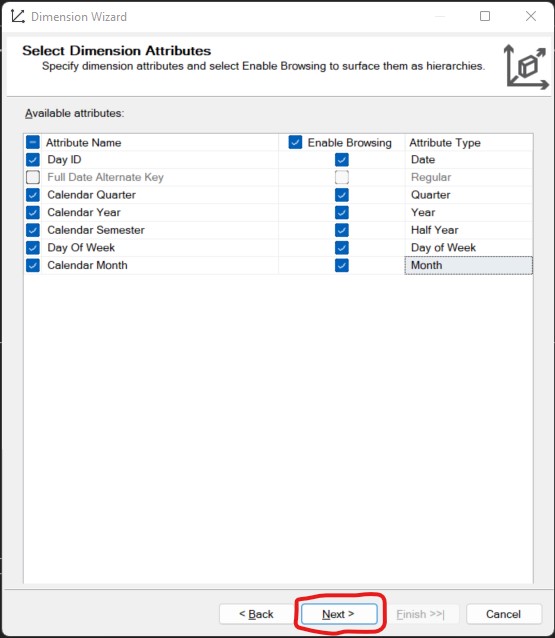 Dimension Wizard
Select Dimension Attributes
Specify dimension attributes and select Enable Browsing to surface them as hierarchies.
Available attributes:
Attribute Name Enable Browsing Attribute Type
Day ID Date
Full Date Alternate Key Regular
Calendar Quarter Quarter
Calendar Year Year
Calendar Semester Half Year
Day Of Week Day of Week
Calendar Month Month
< Back Next > Finish >>| Cancel